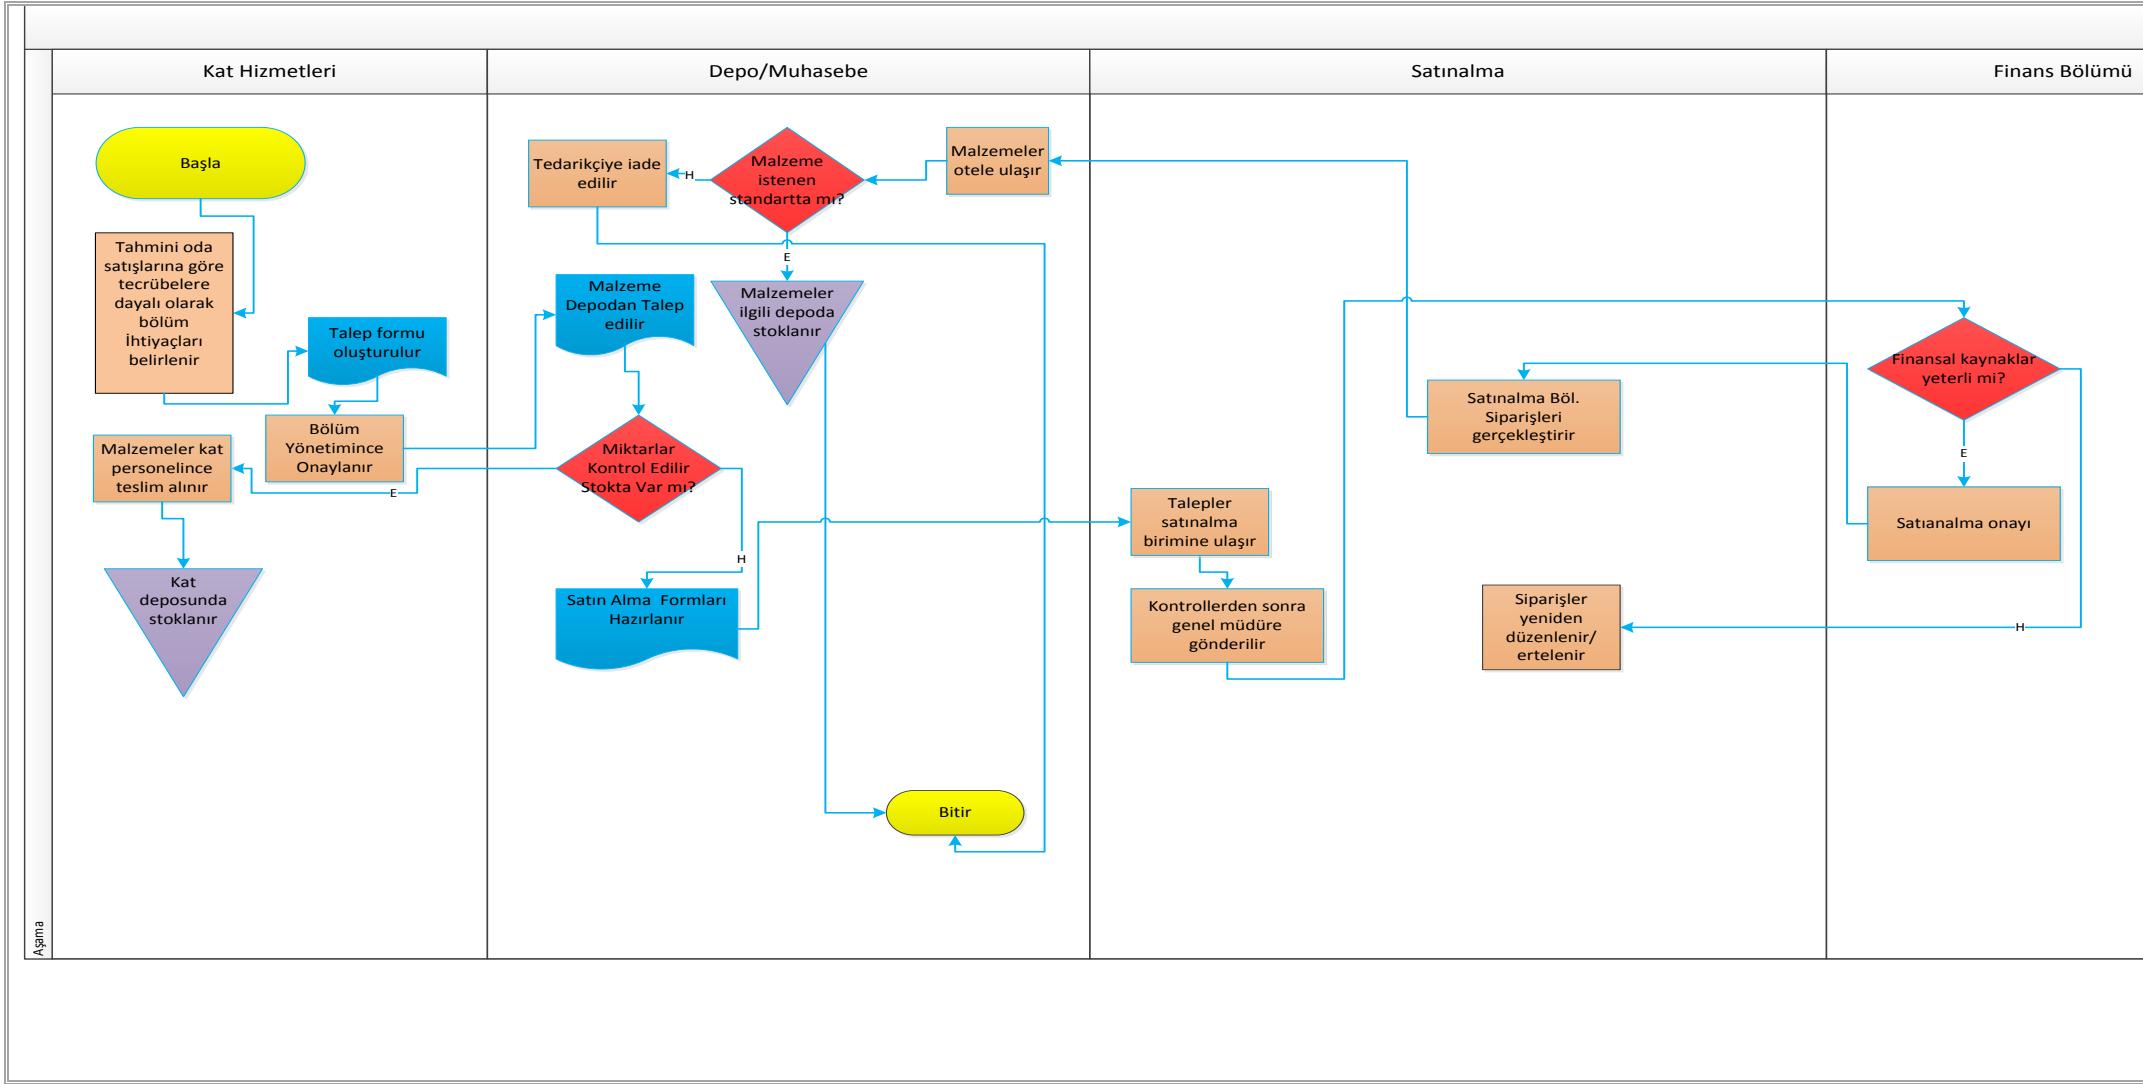 Kat Hizmetleri
Depo/Muhasebe
Satınalma
Finans Bölümü
Aşama
Başla
Tahmini oda
satışlarına göre
tecrübelere
dayalı olarak
bölüm
İhtiyaçları
belirlenir
Talep formu
oluşturulur
Bölüm
Yönetimince
Onaylanır
Malzemeler kat
personelince
teslim alınır
Kat
deposunda
stoklanır
Tedarikçiye iade
edilir
H
Malzeme
istenen
standartta mı?
Malzemeler
otele ulaşır
E
Malzeme
Depodan Talep
edilir
Malzemeler
ilgili depoda
stoklanır
Miktarlar
Kontrol Edilir
Stokta Var mı?
E
H
Satın Alma  Formları
Hazırlanır
Bitir
Satınalma Böl.
Siparişleri
gerçekleştirir
Talepler
satınalma
birimine ulaşır
Kontrollerden sonra
genel müdüre
gönderilir
Siparişler
yeniden
düzenlenir/
ertelenir
Finansal kaynaklar
yeterli mi?
E
Satıanalma onayı
H